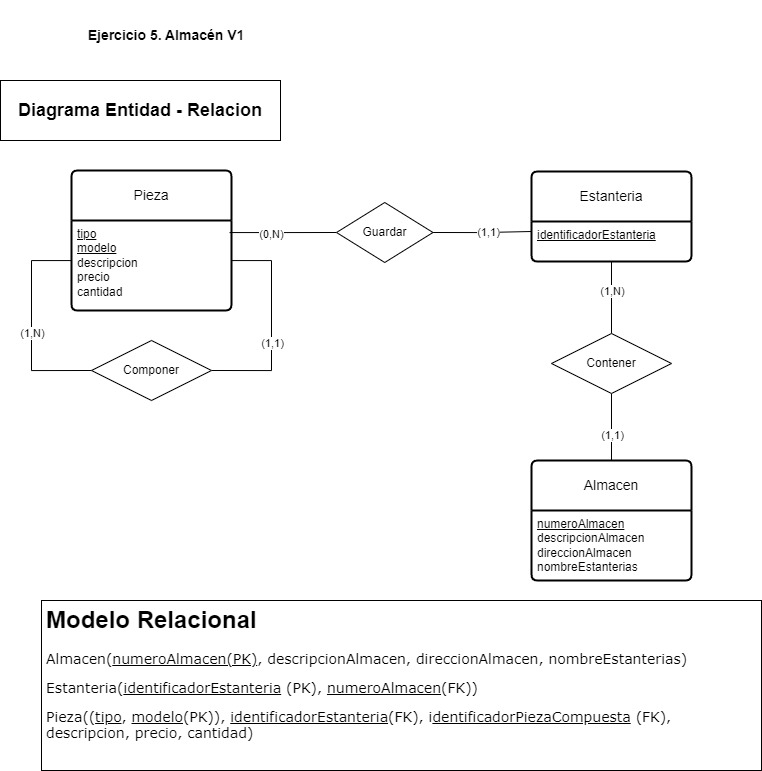 Ejercicio 5. Almacén V1
Diagrama Entidad - Relacion
Pieza
tipo
modelo
descripcion
precio
cantidad
(0,N)
Guardar
(1,1)
Estanteria
identificadorEstanteria
(1.N)
Componer
(1,1)
(1.N)
Contener
(1,1)
Almacen
numeroAlmacen
descripcionAlmacen
direccionAlmacen
nombreEstanterias
Modelo Relacional
Almacen(numeroAlmacen(PK), descripcionAlmacen, direccionAlmacen, nombreEstanterias)
Estanteria(identificadorEstanteria (PK), numeroAlmacen(FK))
Pieza((tipo, modelo(PK)), identificadorEstanteria(FK), identificadorPiezaCompuesta (FK),
descripcion, precio, cantidad)